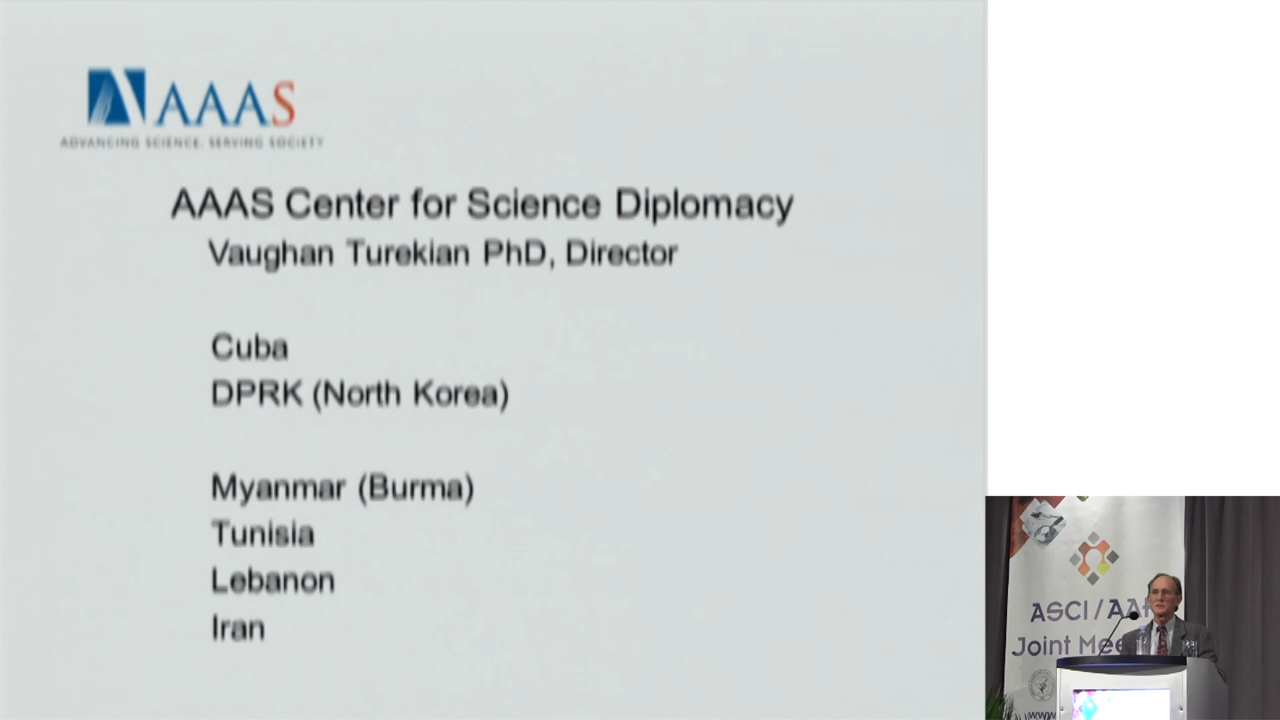 AAAS
ADVANCING SCIENCE. SERVING SOCIETY
AAAS Center for Science Diplomacy
Vaughan Turekian PhD, Director
Cuba
DPRK (North Korea)
Myanmar (Burma)
Tunisia
Lebanon
Iran
ASCI / AA
Joint Mee
www